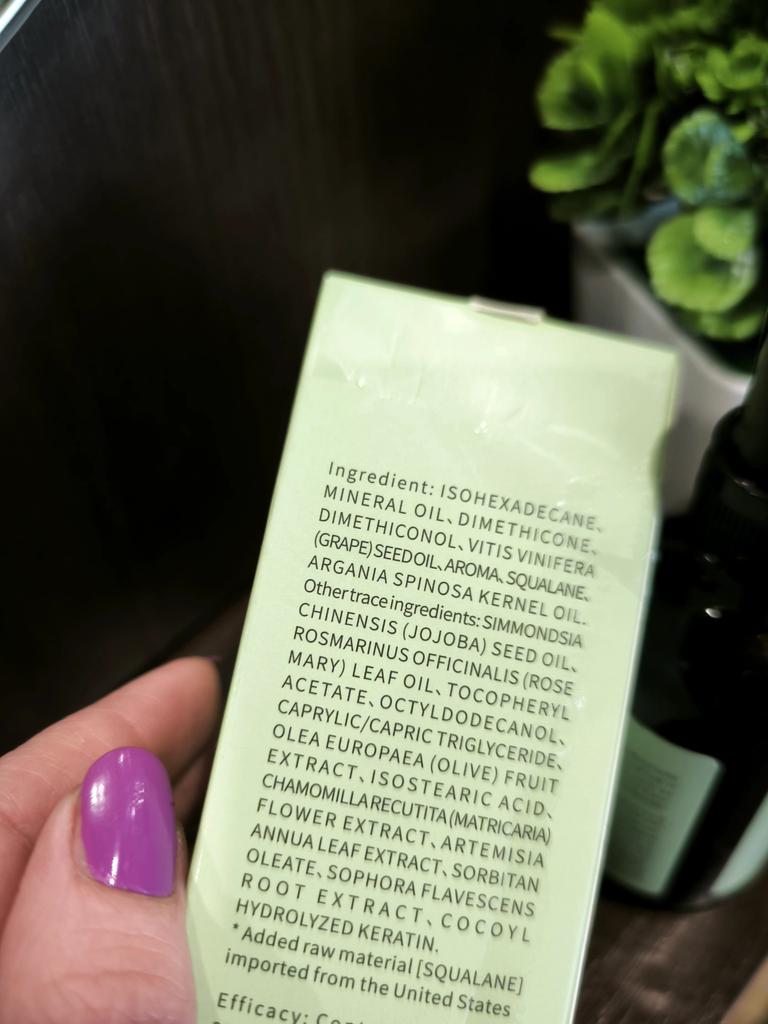 Ingredient: ISOHEXADECANE、
MINERAL OIL、DIMETHICONE、
DIMETHICONOL、VITIS VINIFERA
(GRAPE) SEED OIL、AROMA、SQUALANE、
ARGANIA SPINOSA KERNEL OIL.
Other trace ingredients: SIMMONDSIA
CHINENSIS (JOJOBA) SEED OIL、
ROSMARINUS OFFICINALIS (ROSE
MARY) LEAF OIL、TOCOPHERYL
ACETATE、OCTYLDODECANOL、
CAPRYLIC/CAPRIC TRIGLYCERIDE、
OLEA EUROPAEA (OLIVE) FRUIT
EXTRACT、ISOSTEARIC ACID、
CHAMOMILLA RECUTITA (MATRICARIA)
FLOWER EXTRACT、ARTEMISIA
ANNUA LEAF EXTRACT、SORBITAN
OLEATE、SOPHORA FLAVESCENS
ROOT EXTRACT、COCOYL
HYDROLYZED KERATIN.
* Added raw material [SQUALANE]
imported from the United States
Efficacy: